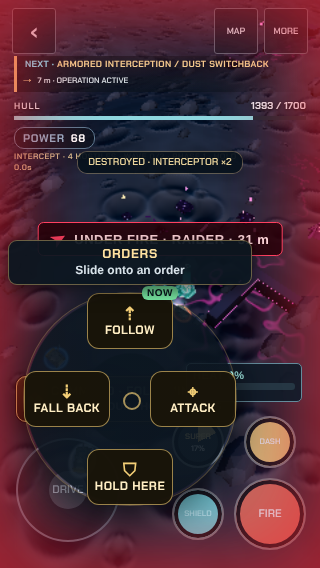 ‹
MAP
MORE
NEXT · ARMORED INTERCEPTION / DUST SWITCHBACK
→ 7 m · OPERATION ACTIVE
HULL
1393 / 1700
POWER 68
INTERCEPT · 4
0.0s
DESTROYED · INTERCEPTOR ×2
UNDER FIRE · RAIDER · 31 m
ORDERS
Slide onto an order
NOW
FOLLOW
%
FALL BACK
ATTACK
17%
DASH
HOLD HERE
DRIVE
SHIELD
FIRE